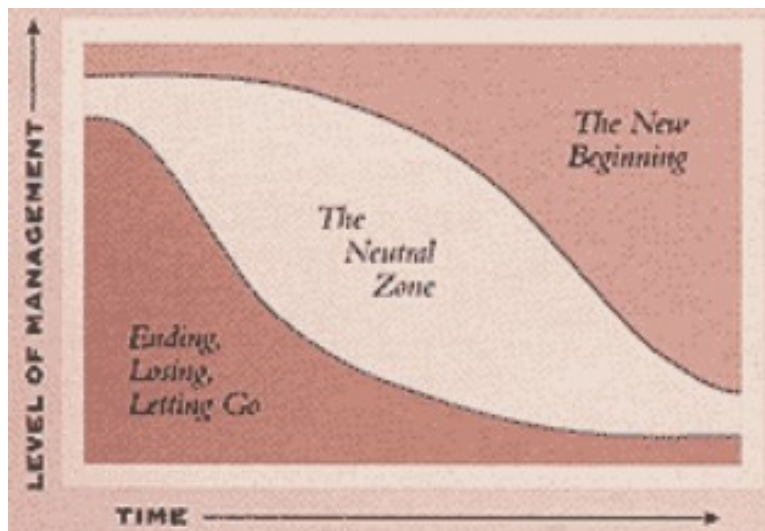 LEVEL OF MANAGEMENT
The New
Beginning
The
Neutral
Zone
Ending,
Losing,
Letting Go
TIME